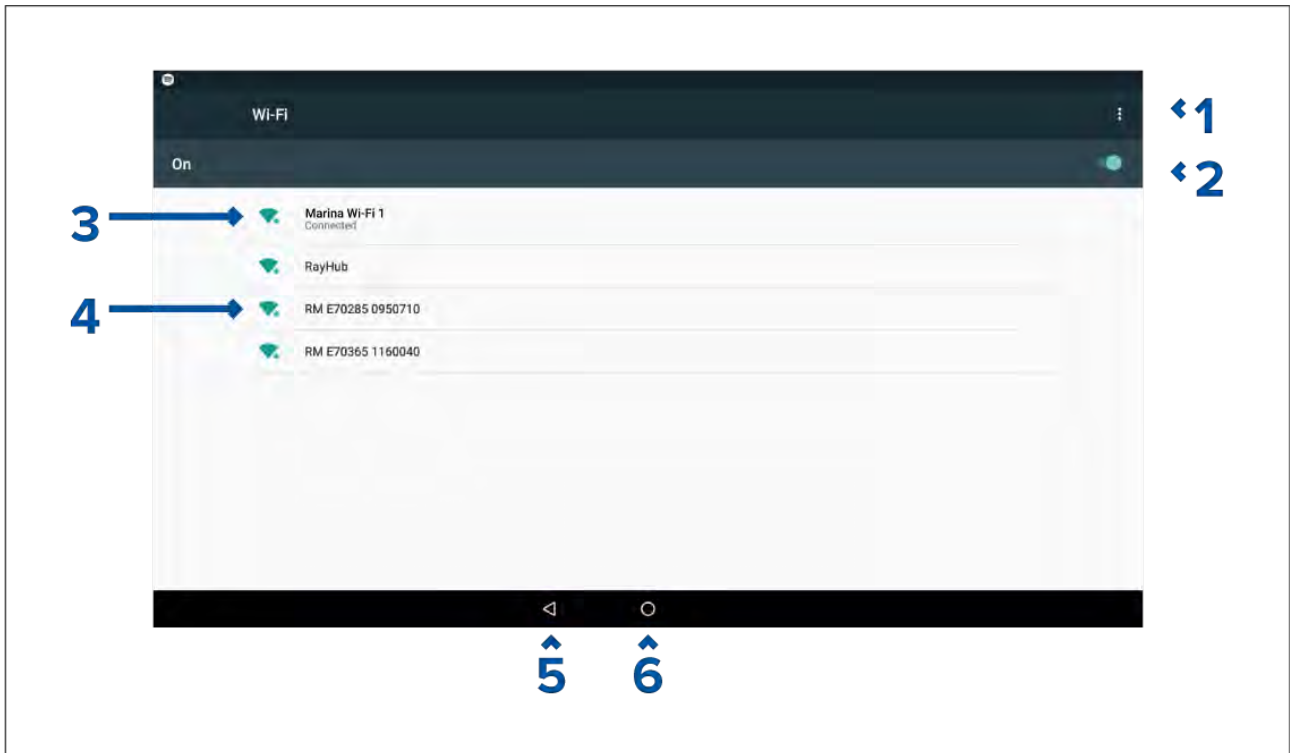 Wi-Fi
1
On
2
3
Marina Wi-Fi 1
Connected
RayHub
4
RM E70285 0950710
RM E70365 1160040
5 6